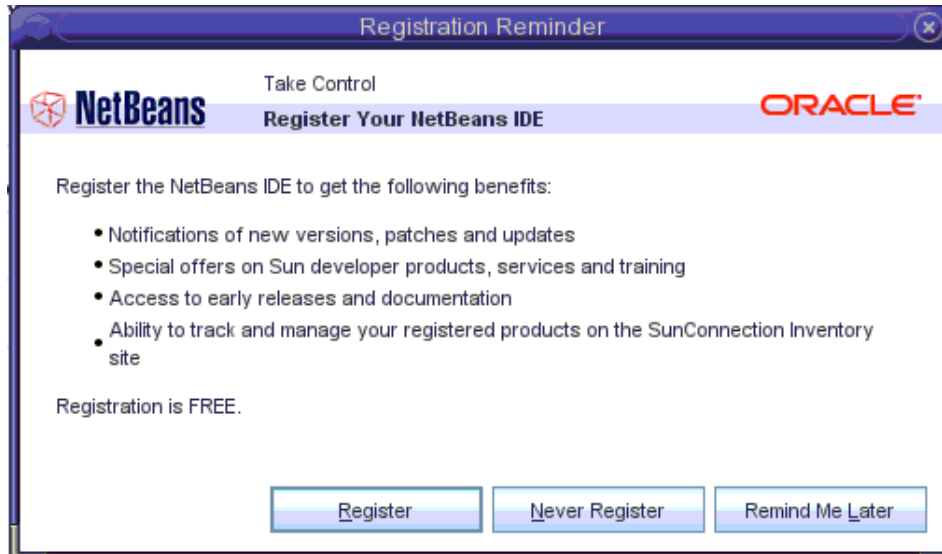 Registration Reminder
Take Control
NetBeans
Register Your NetBeans IDE
ORACLE
Register the NetBeans IDE to get the following benefits:
• Notifications of new versions, patches and updates
• Special offers on Sun developer products, services and training
• Access to early releases and documentation
• Ability to track and manage your registered products on the SunConnection Inventory
site
Registration is FREE.
Register
Never Register
Remind Me Later